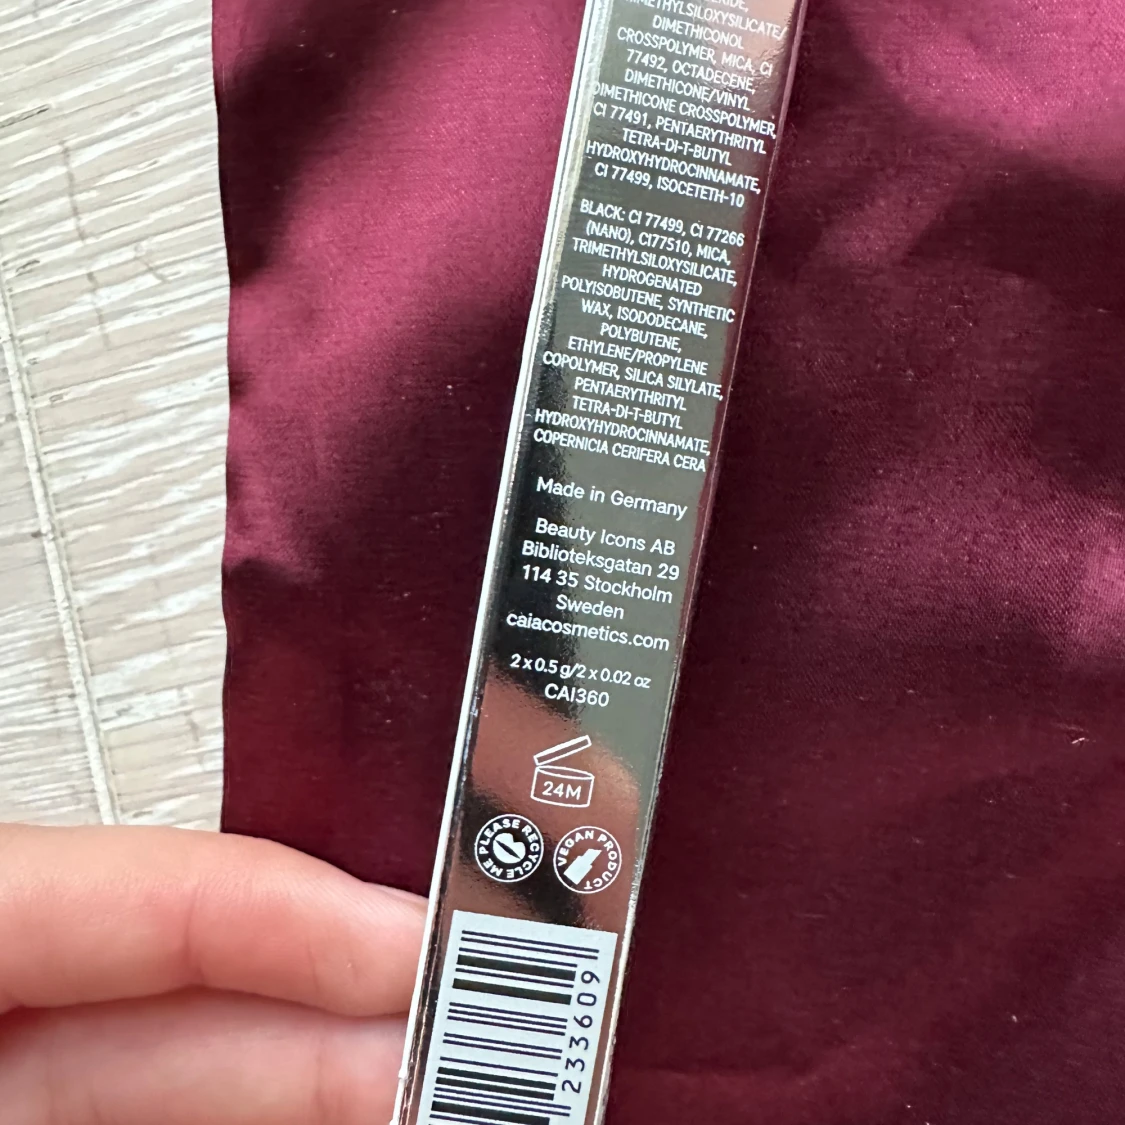 TRIMETHYLSILOXYSILICATE/
DIMETHICONOL
CROSSPOLYMER, MICA, CI
77492, OCTADECENE,
DIMETHICONE/VINYL
DIMETHICONE CROSSPOLYMER,
CI 77491, PENTAERYTHRITYL
TETRA-DI-T-BUTYL
HYDROXYHYDROCINNAMATE,
CI 77499, ISOCETETH-10
BLACK: CI 77499, CI 77266
(NANO), CI77510, MICA,
TRIMETHYLSILOXYSILICATE,
HYDROGENATED
POLYISOBUTENE, SYNTHETIC
WAX, ISODODECANE,
POLYBUTENE,
ETHYLENE/PROPYLENE
COPOLYMER, SILICA SILYLATE,
PENTAERYTHRITYL
TETRA-DI-T-BUTYL
HYDROXYHYDROCINNAMATE,
COPERNICIA CERIFERA CERA
Made in Germany
Beauty Icons AB
Biblioteksgatan 29
114 35 Stockholm
Sweden
caiacosmetics.com
2 x 0.5 g/2 x 0.02 oz
CAI360
24M
PLEASE RECYCLE ME
VEGAN PRODUCT
233609